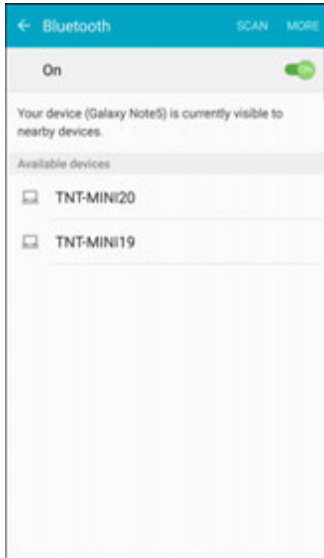 Bluetooth SCAN MORE
On ON
Your device (Galaxy Note5) is currently visible to
nearby devices.
Available devices
TNT-MINI20
TNT-MINI19